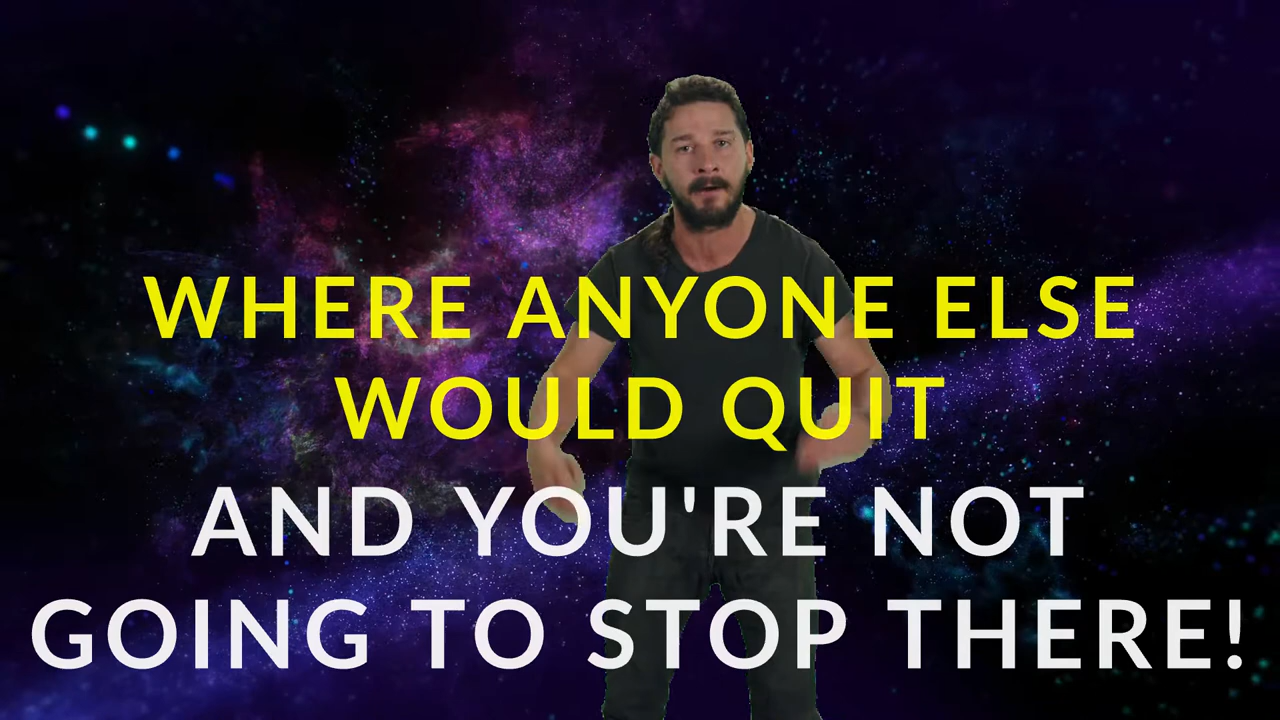 WHERE ANYONE ELSE
WOULD QUIT
AND YOU'RE NOT
GOING TO STOP THERE!